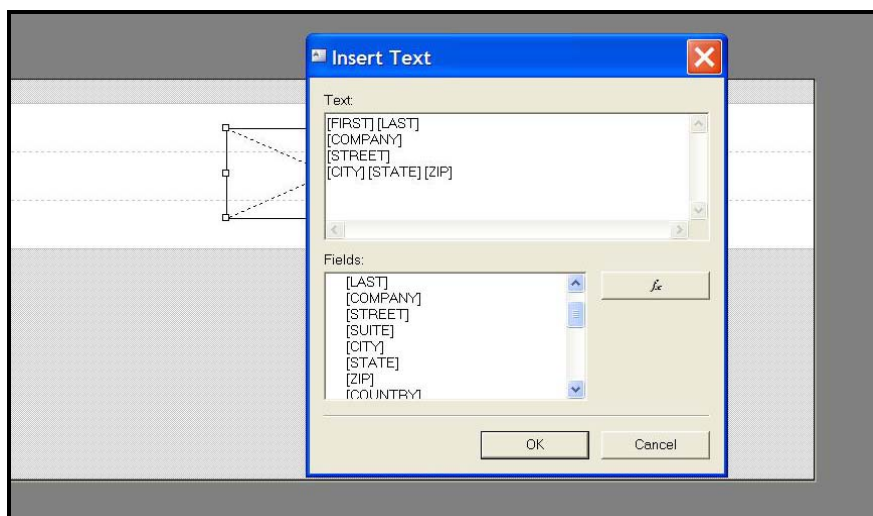 Insert Text
Text:
[FIRST] [LAST]
[COMPANY]
[STREET]
[CITY] [STATE] [ZIP]
Fields:
[LAST]
[COMPANY]
[STREET]
[SUITE]
[CITY]
[STATE]
[ZIP]
[COUNTRY]
fx
OK
Cancel